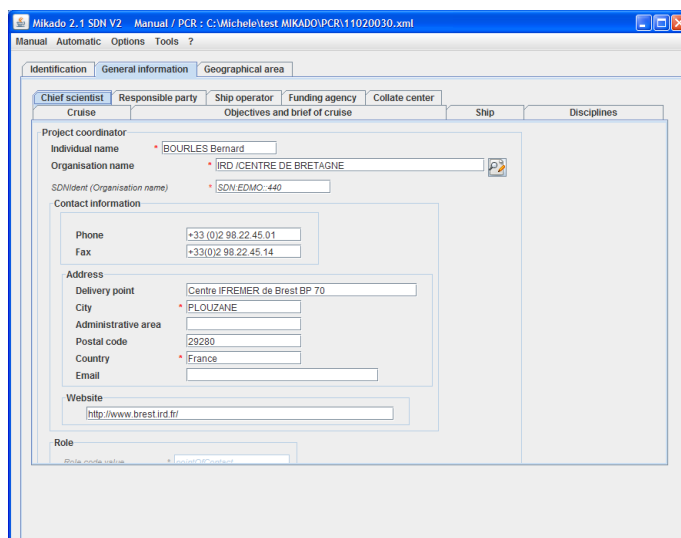 Mikado 2.1 SDN V2 Manual / PCR : C:\Michele\test MIKADO\PCR\11020030.xml
Manual Automatic Options Tools ?
Identification General information Geographical area
Chief scientist Responsible party Ship operator Funding agency Collate center
Cruise Objectives and brief of cruise Ship Disciplines
Project coordinator
Individual name * BOURLES Bernard
Organisation name * IRD /CENTRE DE BRETAGNE
SDNIdent (Organisation name) * SDN:EDMO::440
Contact information
Phone +33 (0)2 98.22.45.01
Fax +33(0)2 98.22.45.14
Address
Delivery point Centre IFREMER de Brest BP 70
City * PLOUZANE
Administrative area
Postal code 29280
Country * France
Email
Website
http://www.brest.ird.fr/
Role
Role code value * pointOfContact